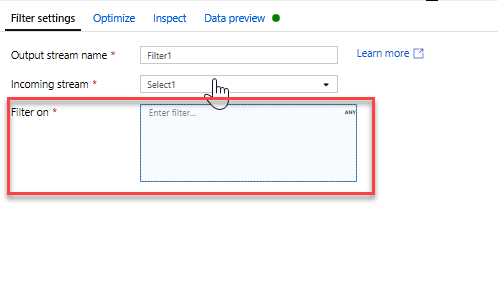 Filter settings Optimize Inspect Data preview
Output stream name * Filter1 Learn more
Incoming stream * Select1
Filter on * Enter filter... ANY